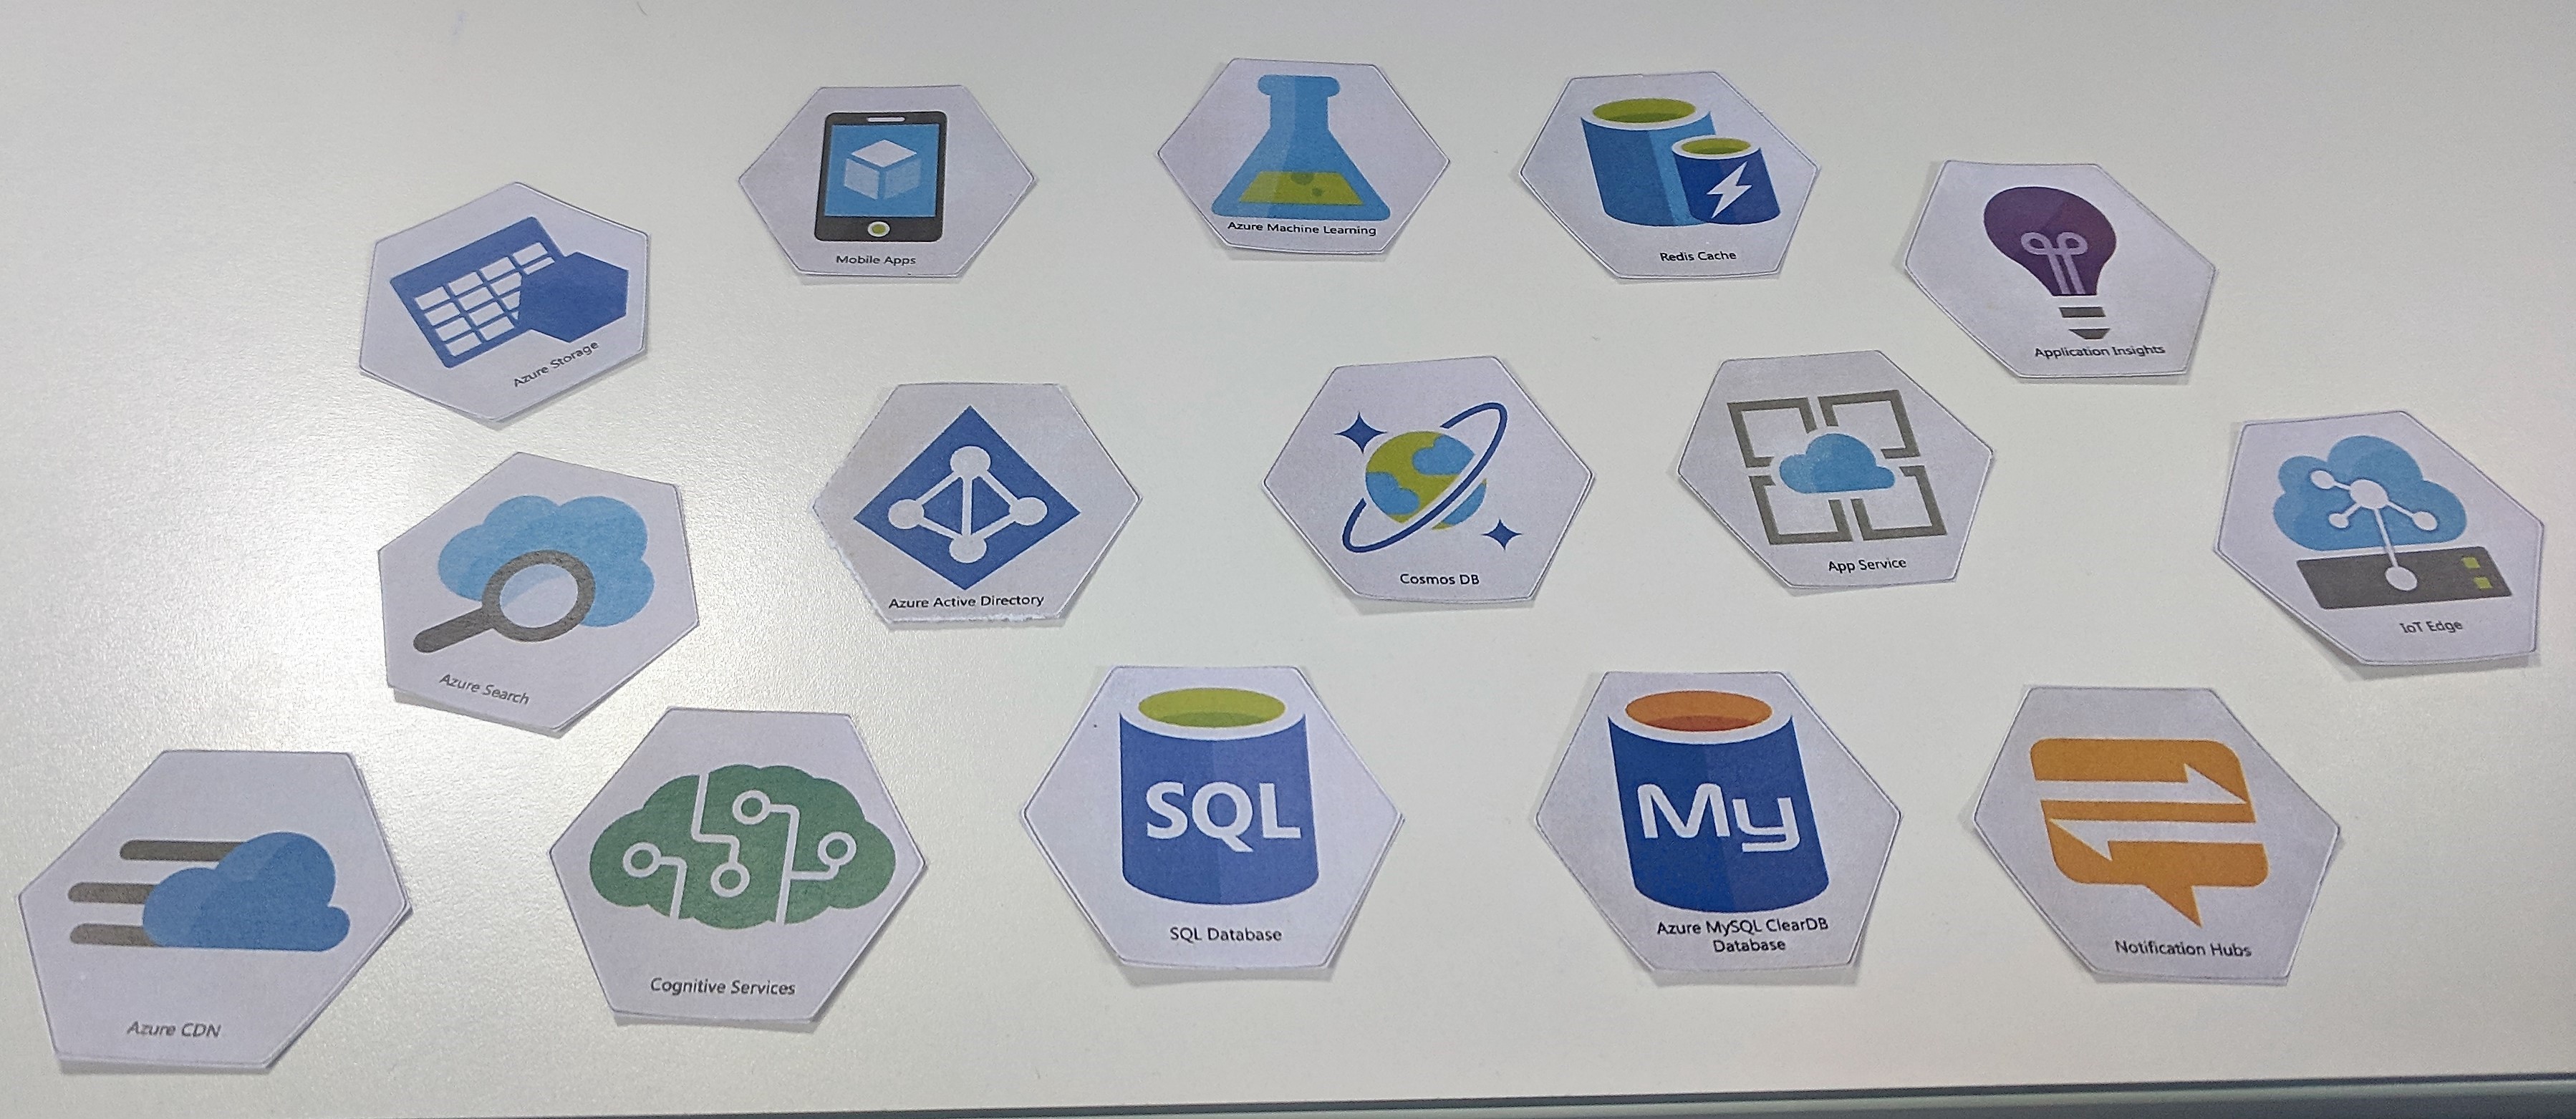 Mobile Apps
Azure Machine Learning
Redis Cache
Application Insights
Azure Storage
Azure Search
Azure Active Directory
Cosmos DB
App Service
IoT Edge
Azure CDN
Cognitive Services
SQL
SQL Database
My
Azure MySQL ClearDB
Database
Notification Hubs